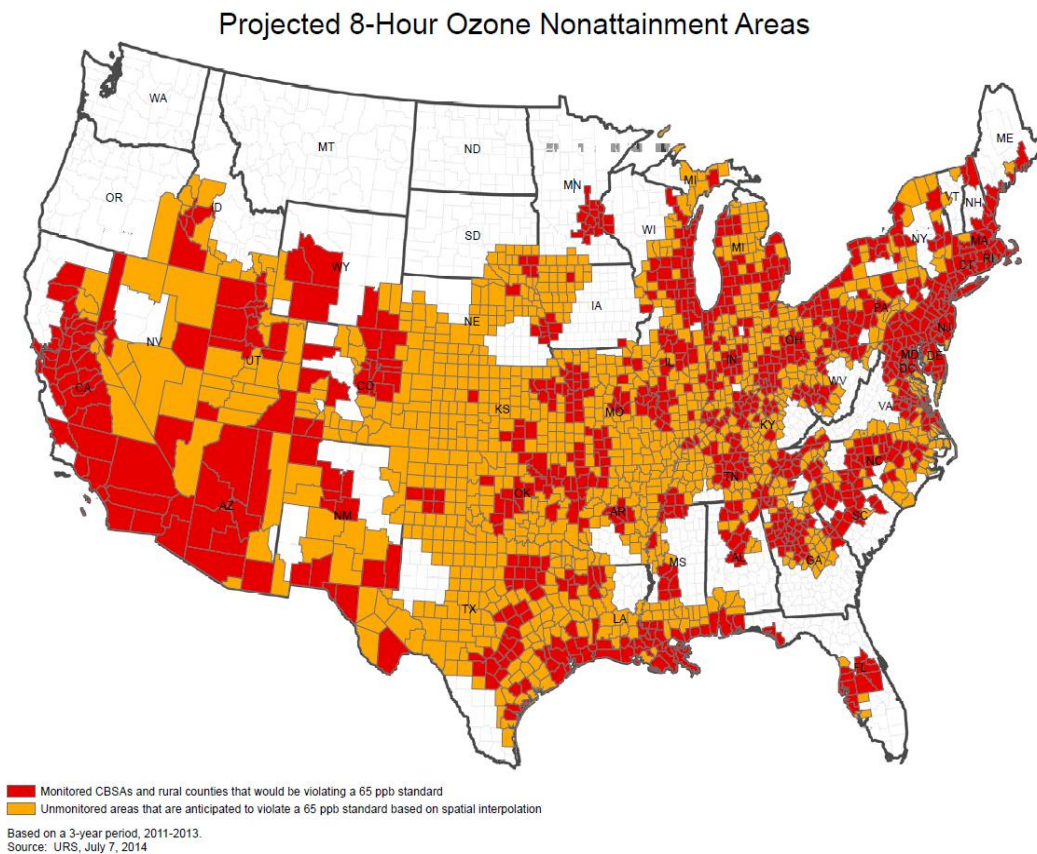 Projected 8-Hour Ozone Nonattainment Areas
WA
MT
ND
ME
OR
ID
MN
MI
VT
NH
SD
WI
NY
MA
WY
MI
CT
RI
IA
NE
PA
NJ
NV
UT
IL
IN
OH
MD
DE
DC
CA
CO
WV
KS
MO
VA
KY
NC
TN
AZ
NM
OK
AR
SC
MS
AL
GA
TX
LA
FL
Monitored CBSAs and rural counties that would be violating a 65 ppb standard
Unmonitored areas that are anticipated to violate a 65 ppb standard based on spatial interpolation
Based on a 3-year period, 2011-2013.
Source: URS, July 7, 2014